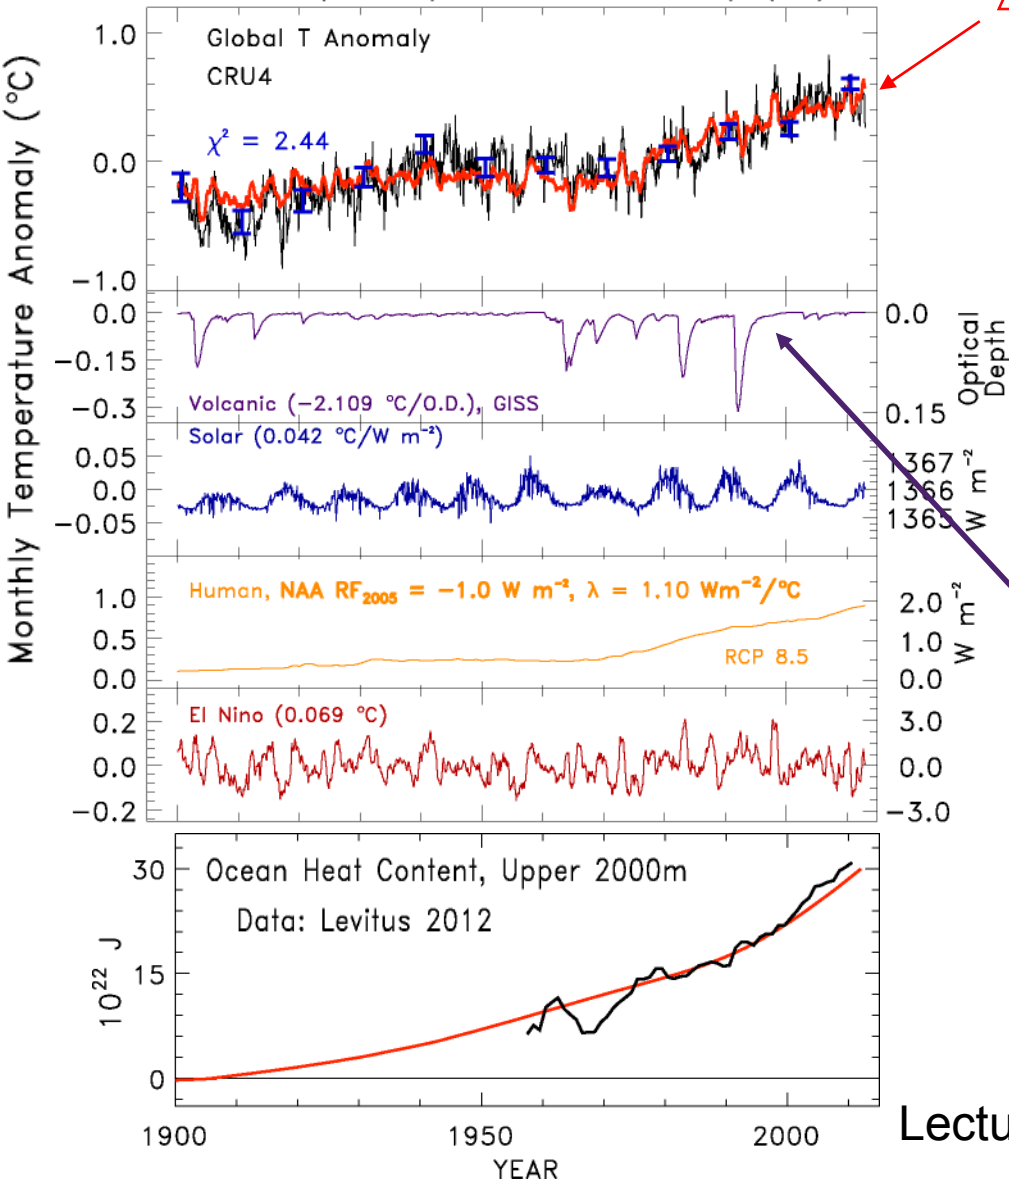 Global T Anomaly
CRU4
χ² = 2.44
1.0
0.0
−1.0
Monthly Temperature Anomaly (°C)
0.0
−0.15
−0.3
Volcanic (−2.109 °C/O.D.), GISS
0.0
0.15
Optical
Depth
Solar (0.042 °C/W m⁻²)
0.05
0.0
−0.05
1367
1366
1365
W m⁻²
Human, NAA RF₂₀₀₅ = −1.0 W m⁻², λ = 1.10 Wm⁻²/°C
1.0
0.5
0.0
RCP 8.5
2.0
1.0
0.0
W m⁻²
El Nino (0.069 °C)
0.2
0.0
−0.2
3.0
0.0
−3.0
Ocean Heat Content, Upper 2000m
Data: Levitus 2012
30
15
0
10²² J
1900
1950
2000
YEAR
Lectu